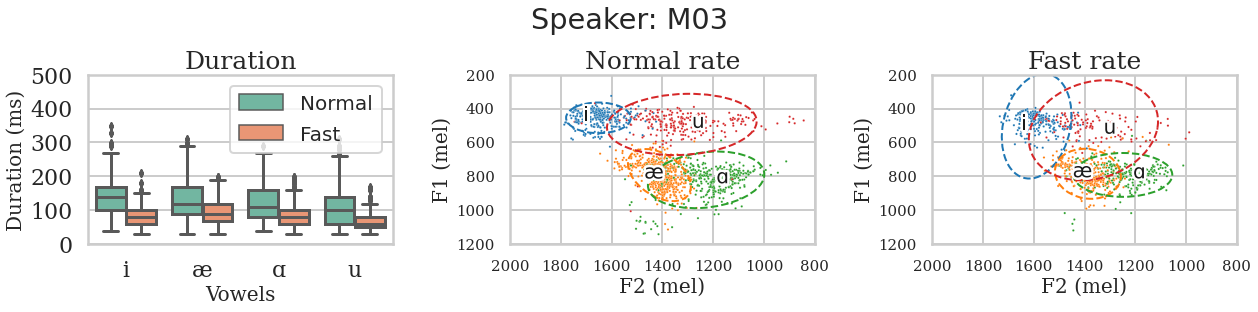 Speaker: M03
Duration
Duration (ms)
500
400
300
200
100
0
Normal
Fast
i æ ɑ u
Vowels
Normal rate
F1 (mel)
200
400
600
800
1000
1200
i
u
æ
ɑ
2000 1800 1600 1400 1200 1000 800
F2 (mel)
Fast rate
F1 (mel)
200
400
600
800
1000
1200
i
u
æ
ɑ
2000 1800 1600 1400 1200 1000 800
F2 (mel)